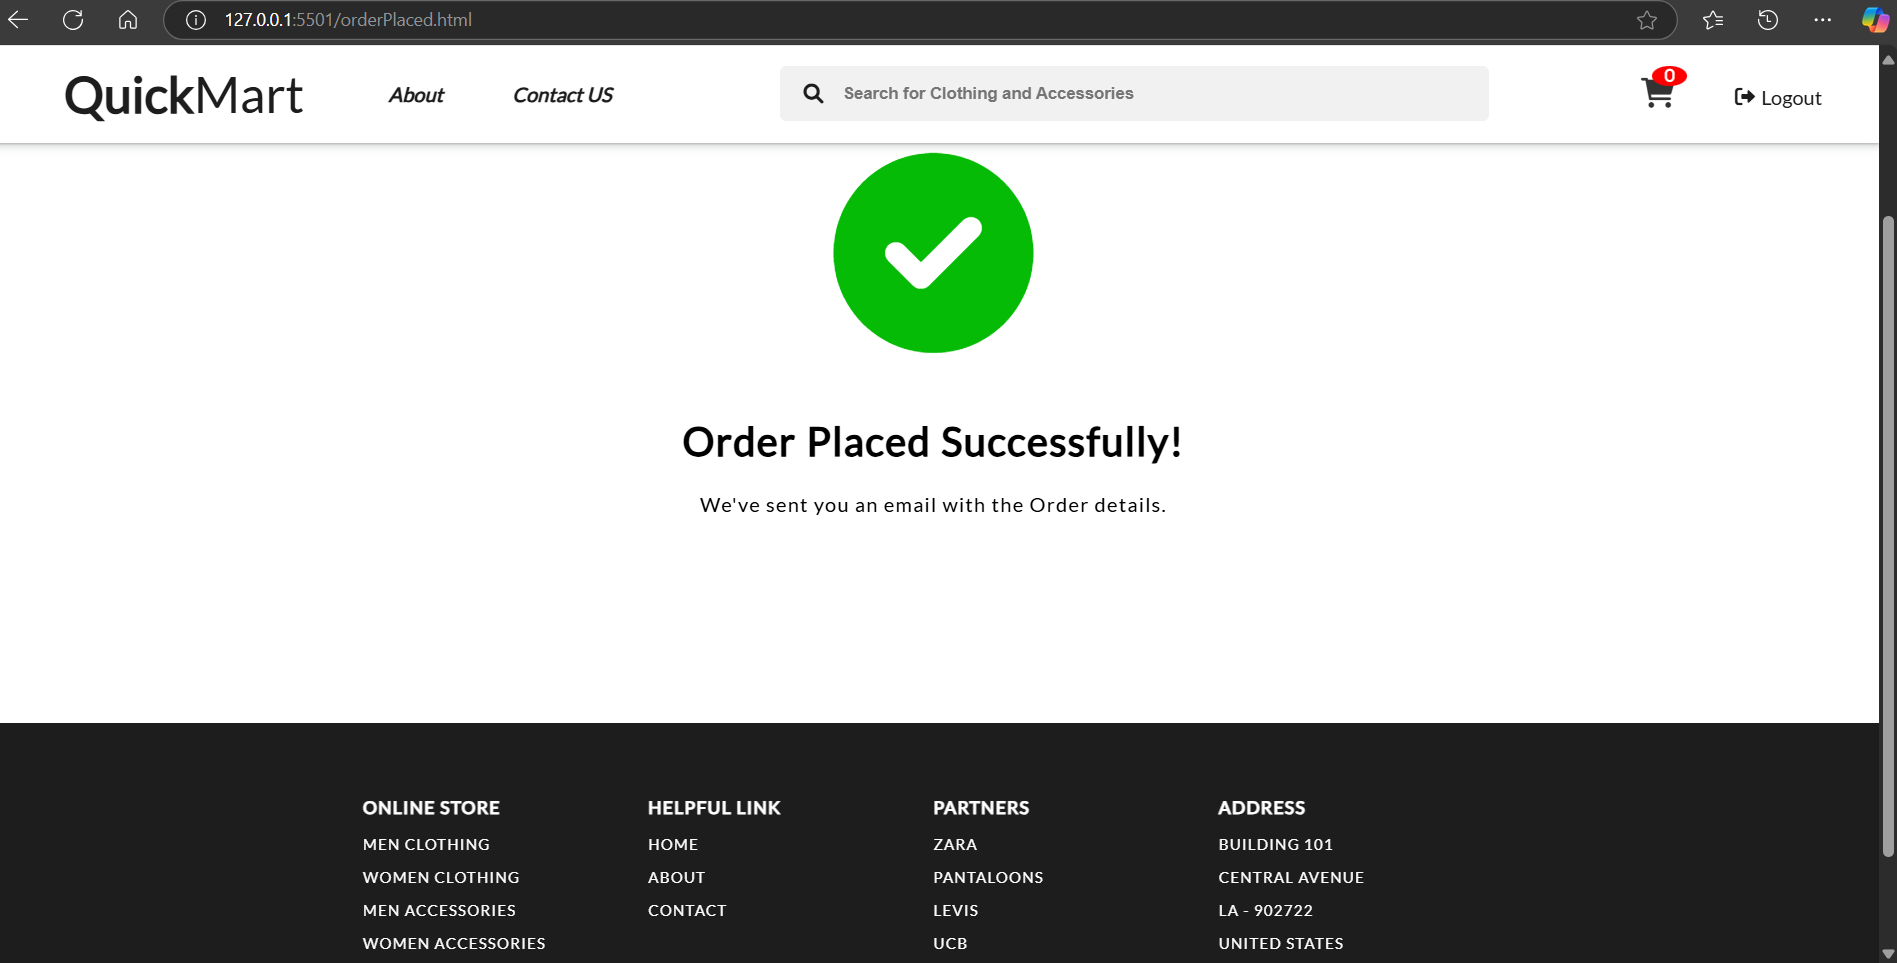 127.0.0.1:5501/orderPlaced.html
QuickMart About Contact US Search for Clothing and Accessories 0 Logout
Order Placed Successfully!
We've sent you an email with the Order details.
ONLINE STORE
MEN CLOTHING
WOMEN CLOTHING
MEN ACCESSORIES
WOMEN ACCESSORIES
HELPFUL LINK
HOME
ABOUT
CONTACT
PARTNERS
ZARA
PANTALOONS
LEVIS
UCB
ADDRESS
BUILDING 101
CENTRAL AVENUE
LA - 902722
UNITED STATES